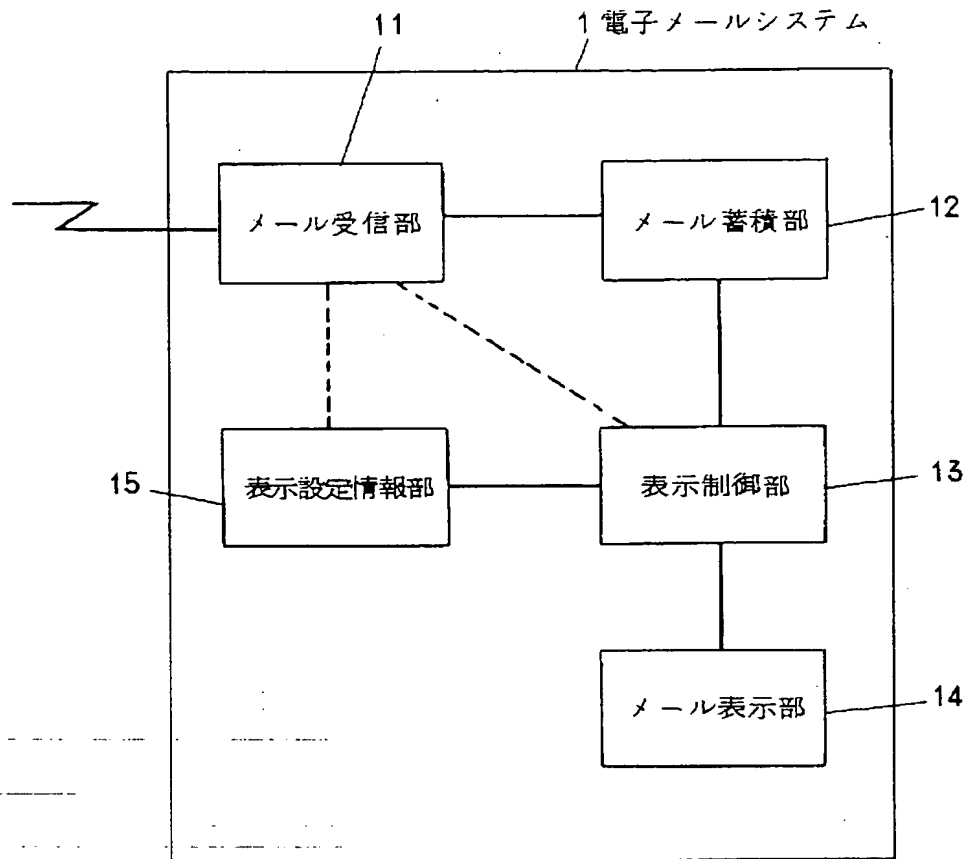 11
1 電子メールシステム
メール受信部
メール蓄積部
12
15
表示設定情報部
表示制御部
13
メール表示部
14